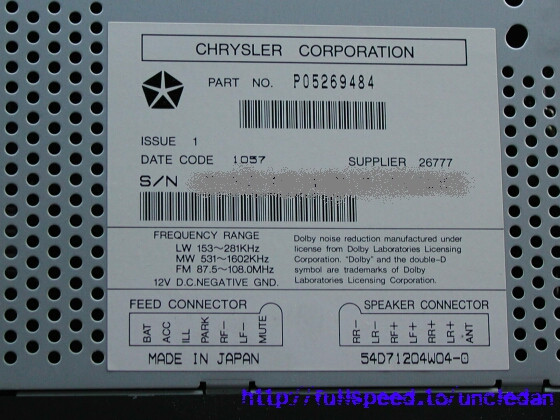 CHRYSLER CORPORATION
PART NO. P05269484
ISSUE 1
DATE CODE 1057 SUPPLIER 26777
S/N
FREQUENCY RANGE
LW 153~281KHz
MW 531~1602KHz
FM 87.5~108.0MHz
12V D.C.NEGATIVE GND.
Dolby noise reduction manufactured under
license from Dolby Laboratories Licensing
Corporation. "Dolby" and the double-D
symbol are trademarks of Dolby
Laboratories Licensing Corporation.
FEED CONNECTOR
BAT ACC ILL PARK RF- LF- MUTE
MADE IN JAPAN
SPEAKER CONNECTOR
RR- LR- RF+ LF+ RR+ LR+ ANT
54D71204W04-0
http://fullspeed.to/uncledan